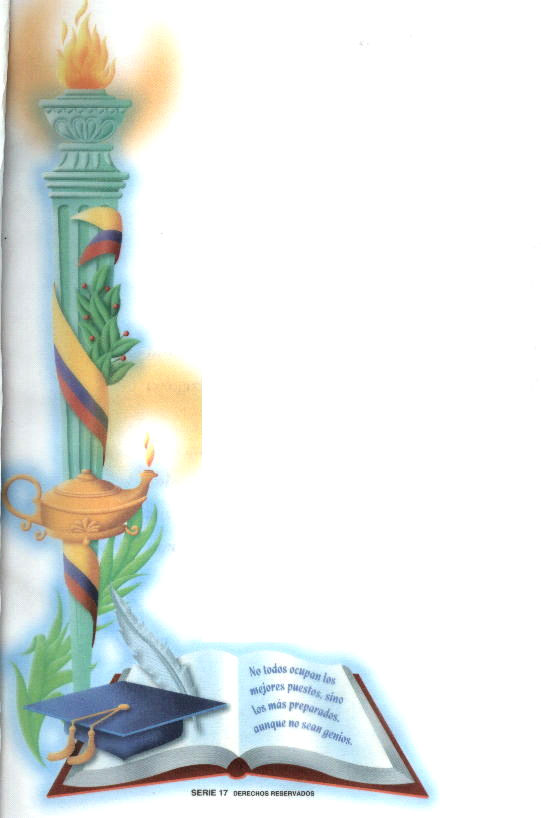 No todos ocupan los
mejores puestos, sino
los más preparados,
aunque no sean genios.
SERIE 17 DERECHOS RESERVADOS